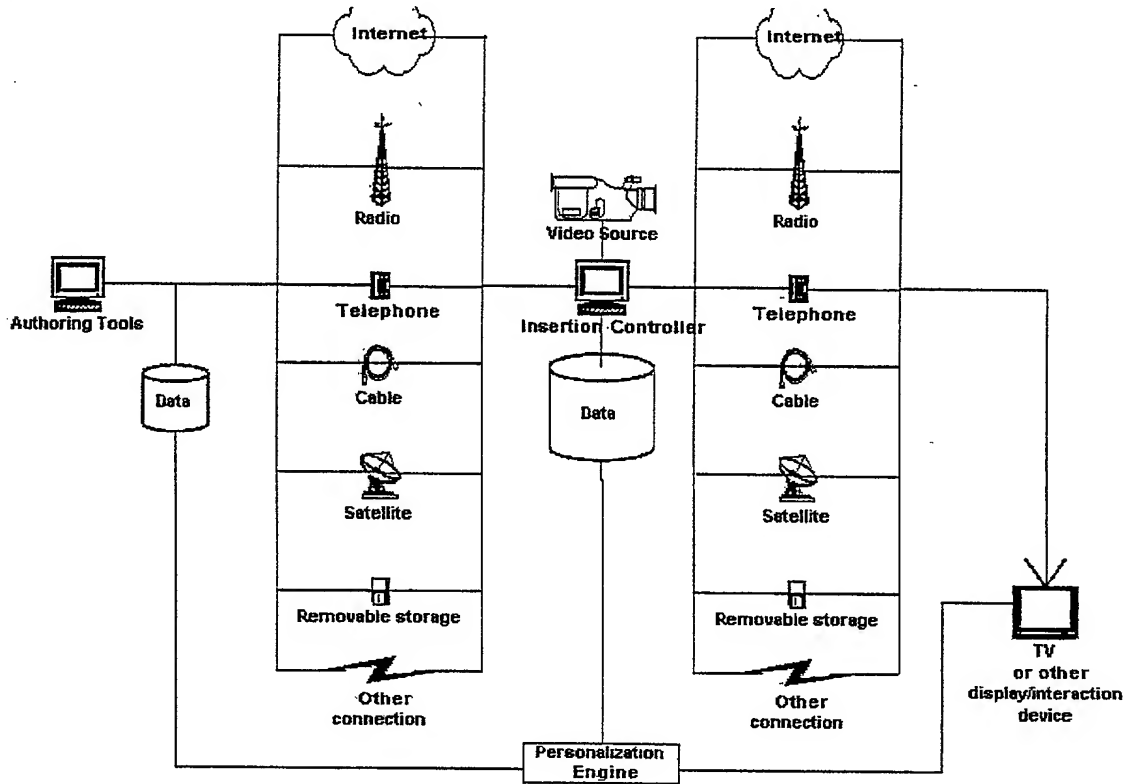 Internet
Internet
Radio
Radio
Video Source
Authoring Tools
Telephone
Insertion Controller
Telephone
Data
Cable
Data
Cable
Satellite
Satellite
Removable storage
Removable storage
TV
or other
display/interaction
device
Other
connection
Other
connection
Personalization
Engine